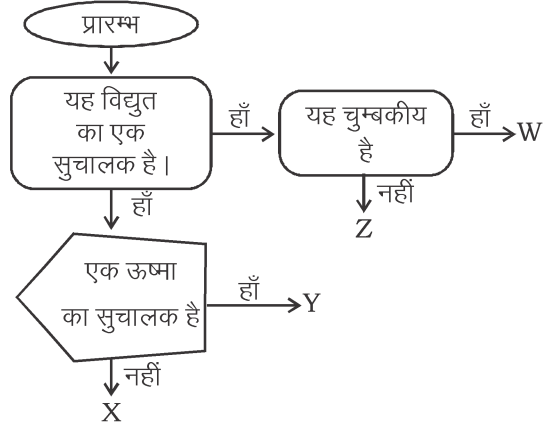 प्रारम्भ
यह विद्युत
का एक
सुचालक है।
हाँ
यह चुम्बकीय
है
हाँ
W
नहीं
Z
हाँ
एक ऊष्मा
का सुचालक है
हाँ
Y
नहीं
X